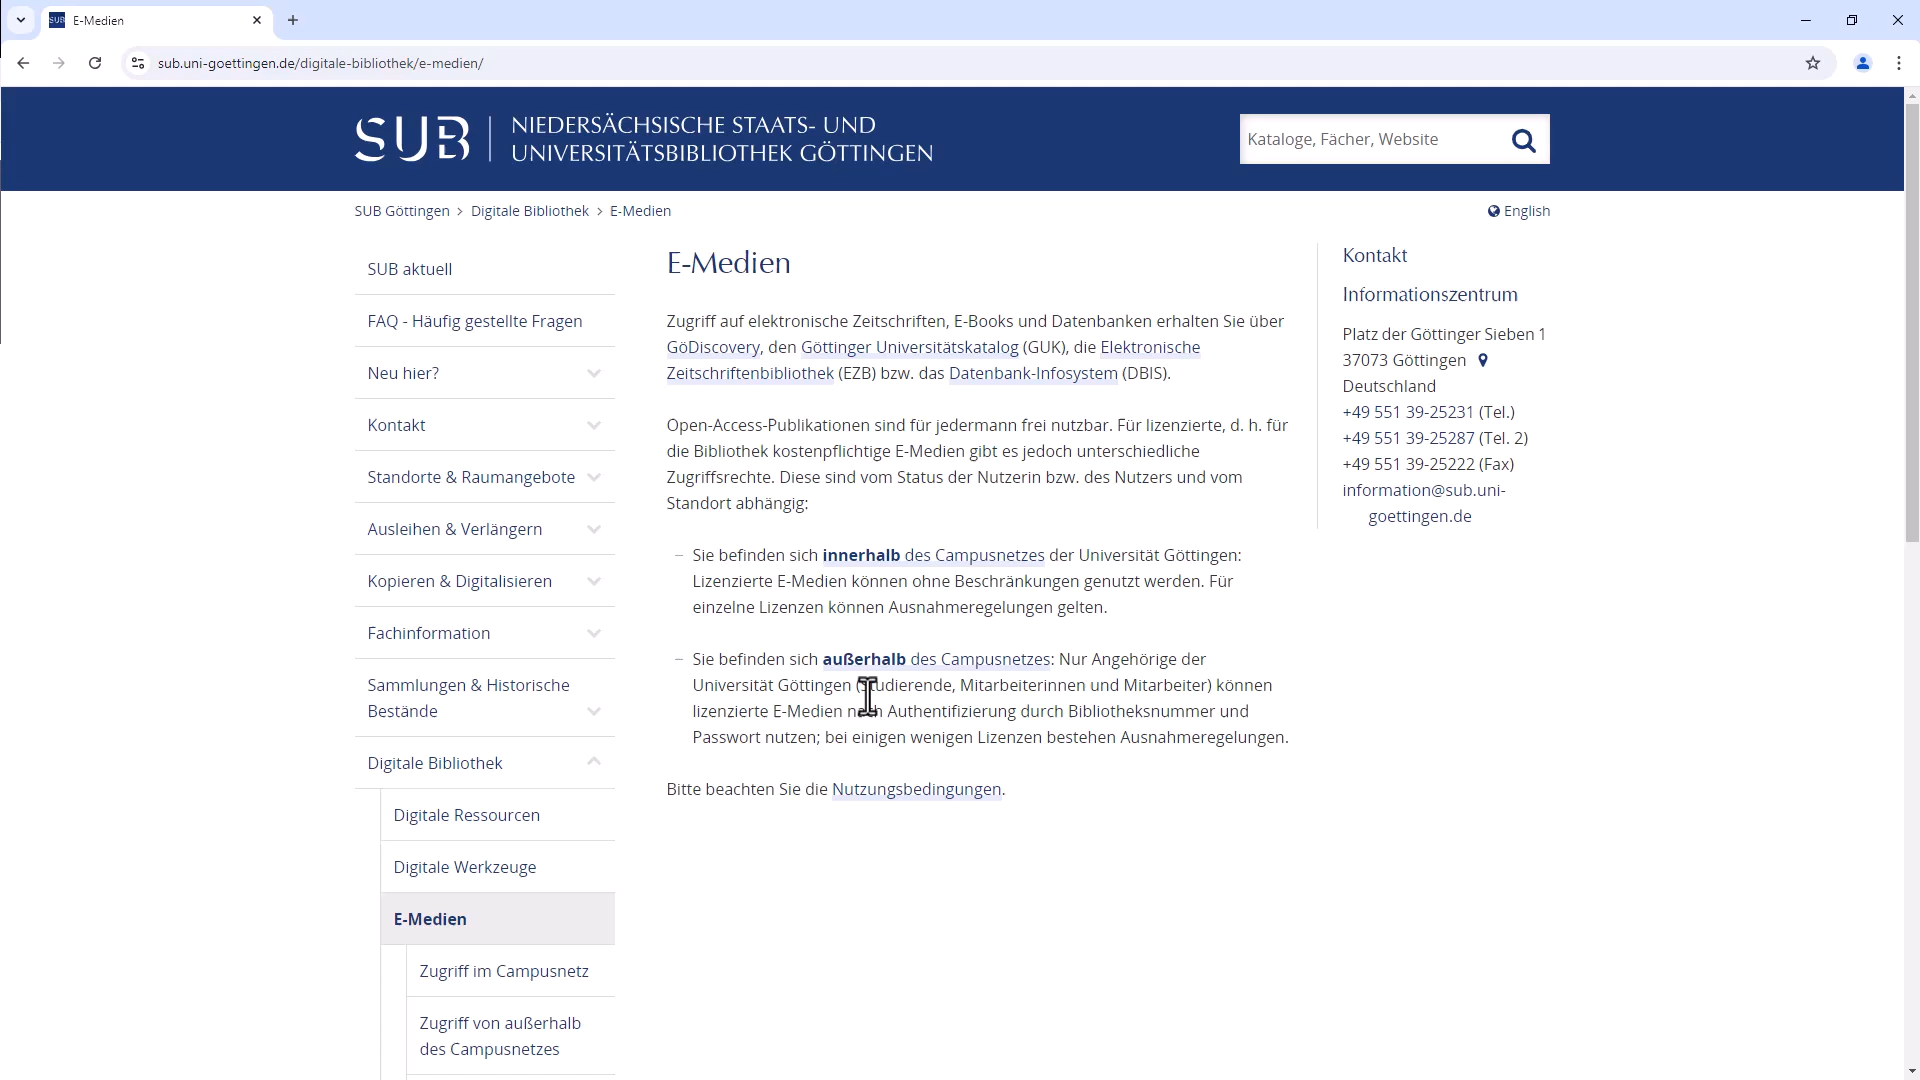 SUB E-Medien
sub.uni-goettingen.de/digitale-bibliothek/e-medien/
SUB
NIEDERSÄCHSISCHE STAATS- UND
UNIVERSITÄTSBIBLIOTHEK GÖTTINGEN
Kataloge, Fächer, Website
SUB Göttingen > Digitale Bibliothek > E-Medien
English
SUB aktuell
FAQ - Häufig gestellte Fragen
Neu hier?
Kontakt
Standorte & Raumangebote
Ausleihen & Verlängern
Kopieren & Digitalisieren
Fachinformation
Sammlungen & Historische
Bestände
Digitale Bibliothek
Digitale Ressourcen
Digitale Werkzeuge
E-Medien
Zugriff im Campusnetz
Zugriff von außerhalb
des Campusnetzes
E-Medien
Zugriff auf elektronische Zeitschriften, E-Books und Datenbanken erhalten Sie über
GöDiscovery, den Göttinger Universitätskatalog (GUK), die Elektronische
Zeitschriftenbibliothek (EZB) bzw. das Datenbank-Infosystem (DBIS).
Open-Access-Publikationen sind für jedermann frei nutzbar. Für lizenzierte, d. h. für
die Bibliothek kostenpflichtige E-Medien gibt es jedoch unterschiedliche
Zugriffsrechte. Diese sind vom Status der Nutzerin bzw. des Nutzers und vom
Standort abhängig:
– Sie befinden sich innerhalb des Campusnetzes der Universität Göttingen:
Lizenzierte E-Medien können ohne Beschränkungen genutzt werden. Für
einzelne Lizenzen können Ausnahmeregelungen gelten.
– Sie befinden sich außerhalb des Campusnetzes: Nur Angehörige der
Universität Göttingen (Studierende, Mitarbeiterinnen und Mitarbeiter) können
lizenzierte E-Medien nach Authentifizierung durch Bibliotheksnummer und
Passwort nutzen; bei einigen wenigen Lizenzen bestehen Ausnahmeregelungen.
Bitte beachten Sie die Nutzungsbedingungen.
Kontakt
Informationszentrum
Platz der Göttinger Sieben 1
37073 Göttingen
Deutschland
+49 551 39-25231 (Tel.)
+49 551 39-25287 (Tel. 2)
+49 551 39-25222 (Fax)
information@sub.uni-
goettingen.de